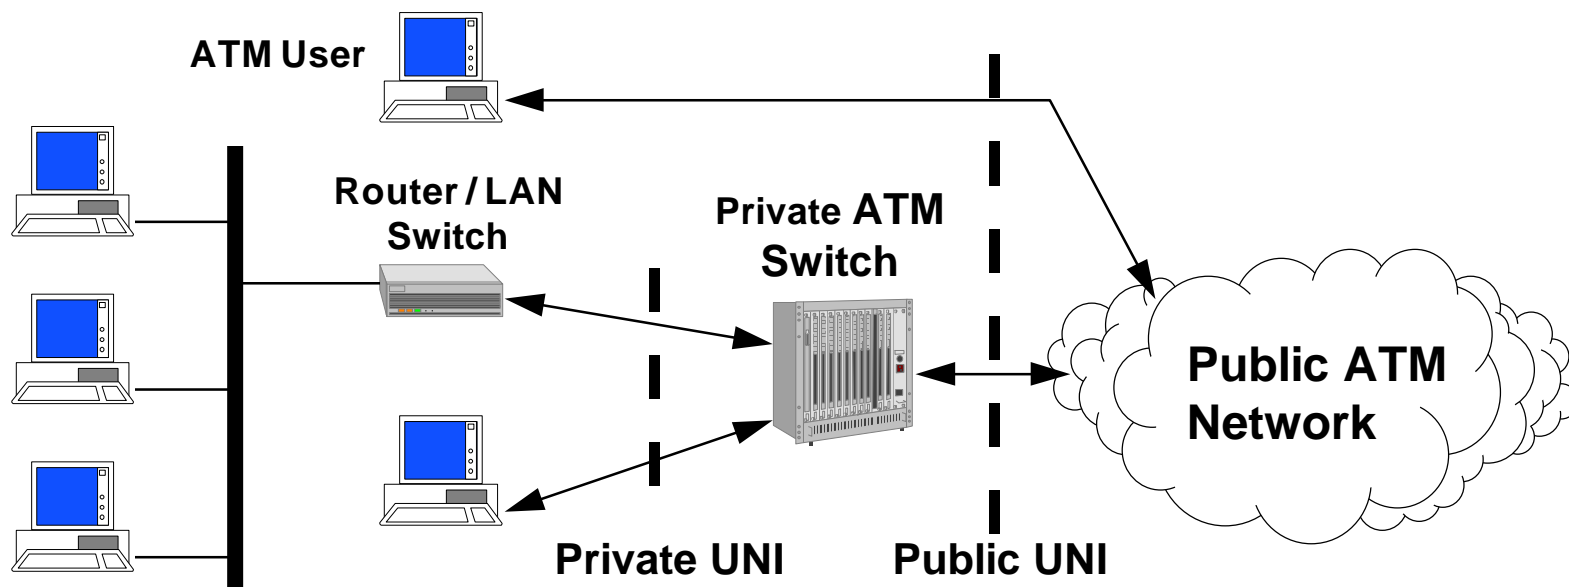 ATM User
Router / LAN
Switch
Private ATM
Switch
Public ATM
Network
Private UNI
Public UNI